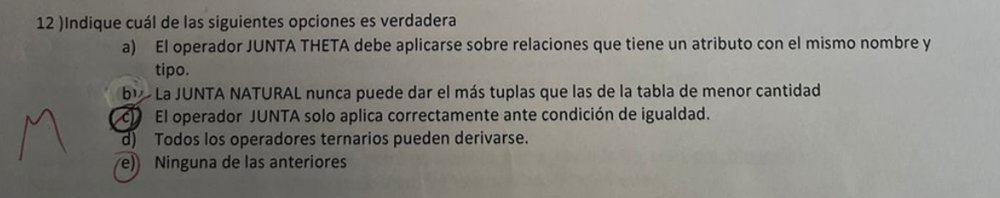 12 )Indique cuál de las siguientes opciones es verdadera
a) El operador JUNTA THETA debe aplicarse sobre relaciones que tiene un atributo con el mismo nombre y
tipo.
b) La JUNTA NATURAL nunca puede dar el más tuplas que las de la tabla de menor cantidad
c) El operador JUNTA solo aplica correctamente ante condición de igualdad.
M
d) Todos los operadores ternarios pueden derivarse.
e) Ninguna de las anteriores